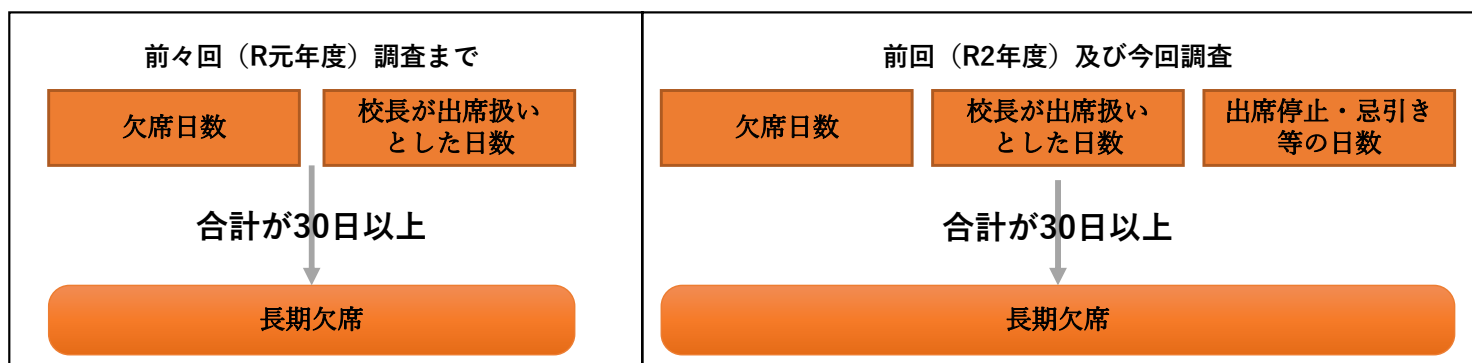 前々回（R元年度）調査まで
欠席日数
校長が出席扱い
とした日数
合計が30日以上
長期欠席
前回（R2年度）及び今回調査
欠席日数
校長が出席扱い
とした日数
出席停止・忌引き
等の日数
合計が30日以上
長期欠席